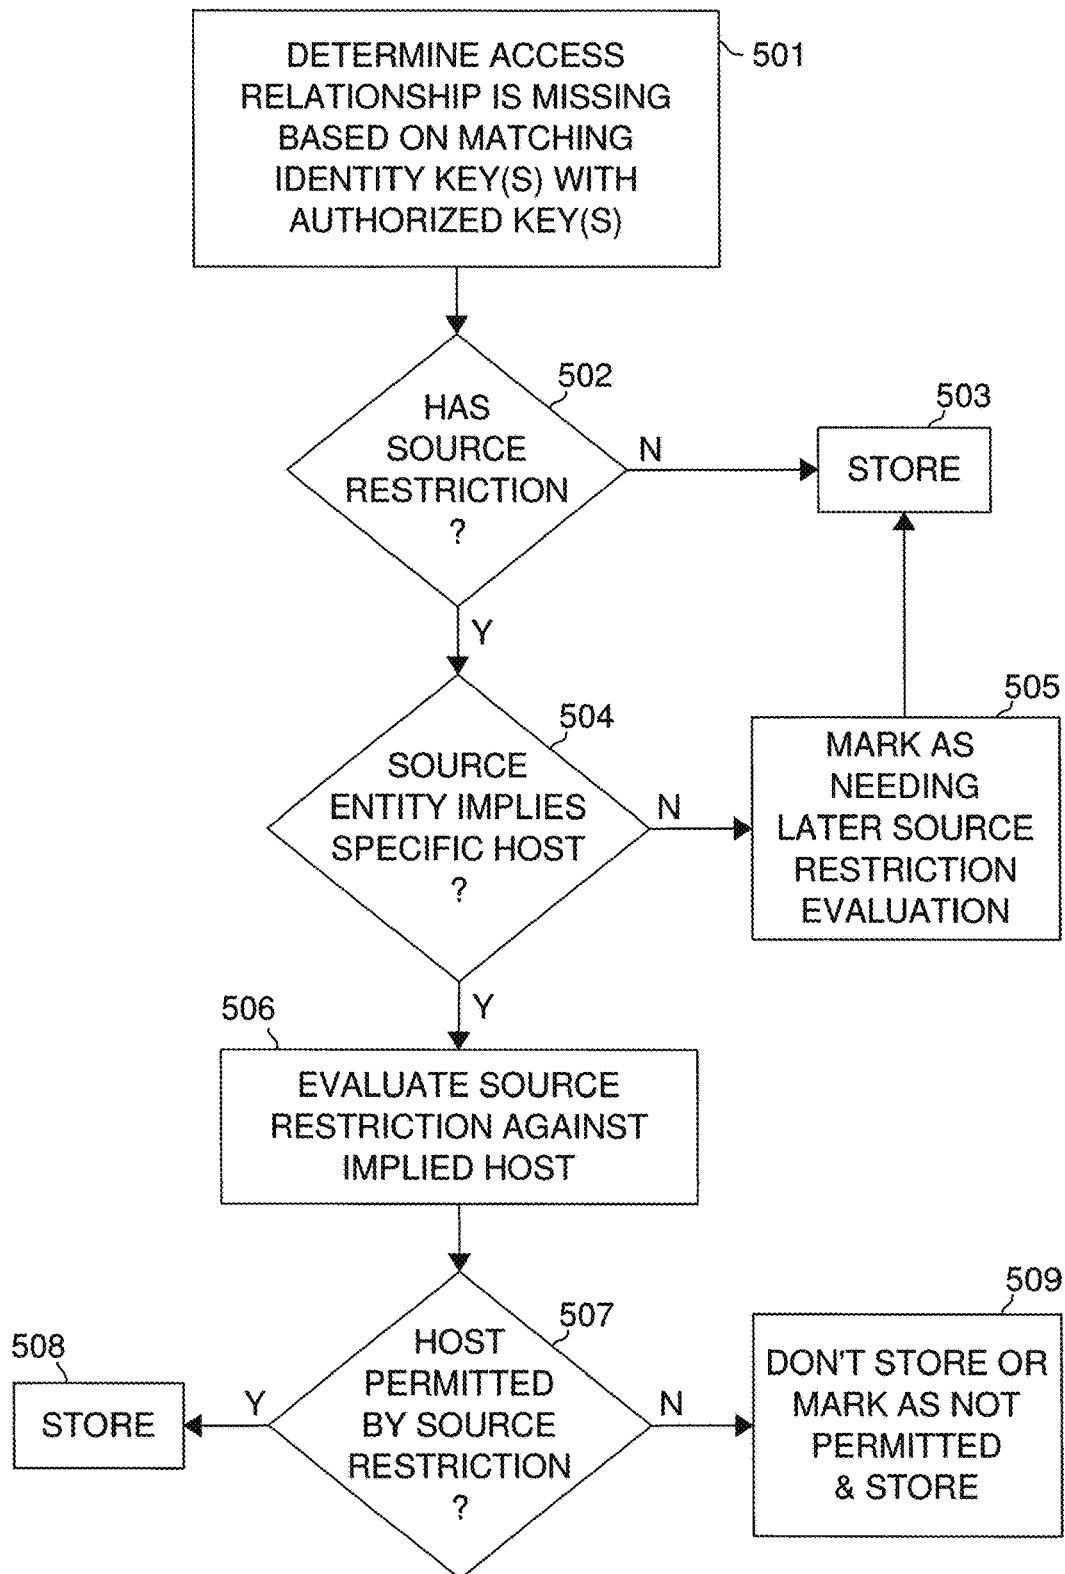 DETERMINE ACCESS
RELATIONSHIP IS MISSING
BASED ON MATCHING
IDENTITY KEY(S) WITH
AUTHORIZED KEY(S)
501
502
HAS
SOURCE
RESTRICTION
?
N
503
STORE
Y
504
SOURCE
ENTITY IMPLIES
SPECIFIC HOST
?
N
505
MARK AS
NEEDING
LATER SOURCE
RESTRICTION
EVALUATION
Y
506
EVALUATE SOURCE
RESTRICTION AGAINST
IMPLIED HOST
507
HOST
PERMITTED
BY SOURCE
RESTRICTION
?
Y
508
STORE
N
509
DON'T STORE OR
MARK AS NOT
PERMITTED
& STORE